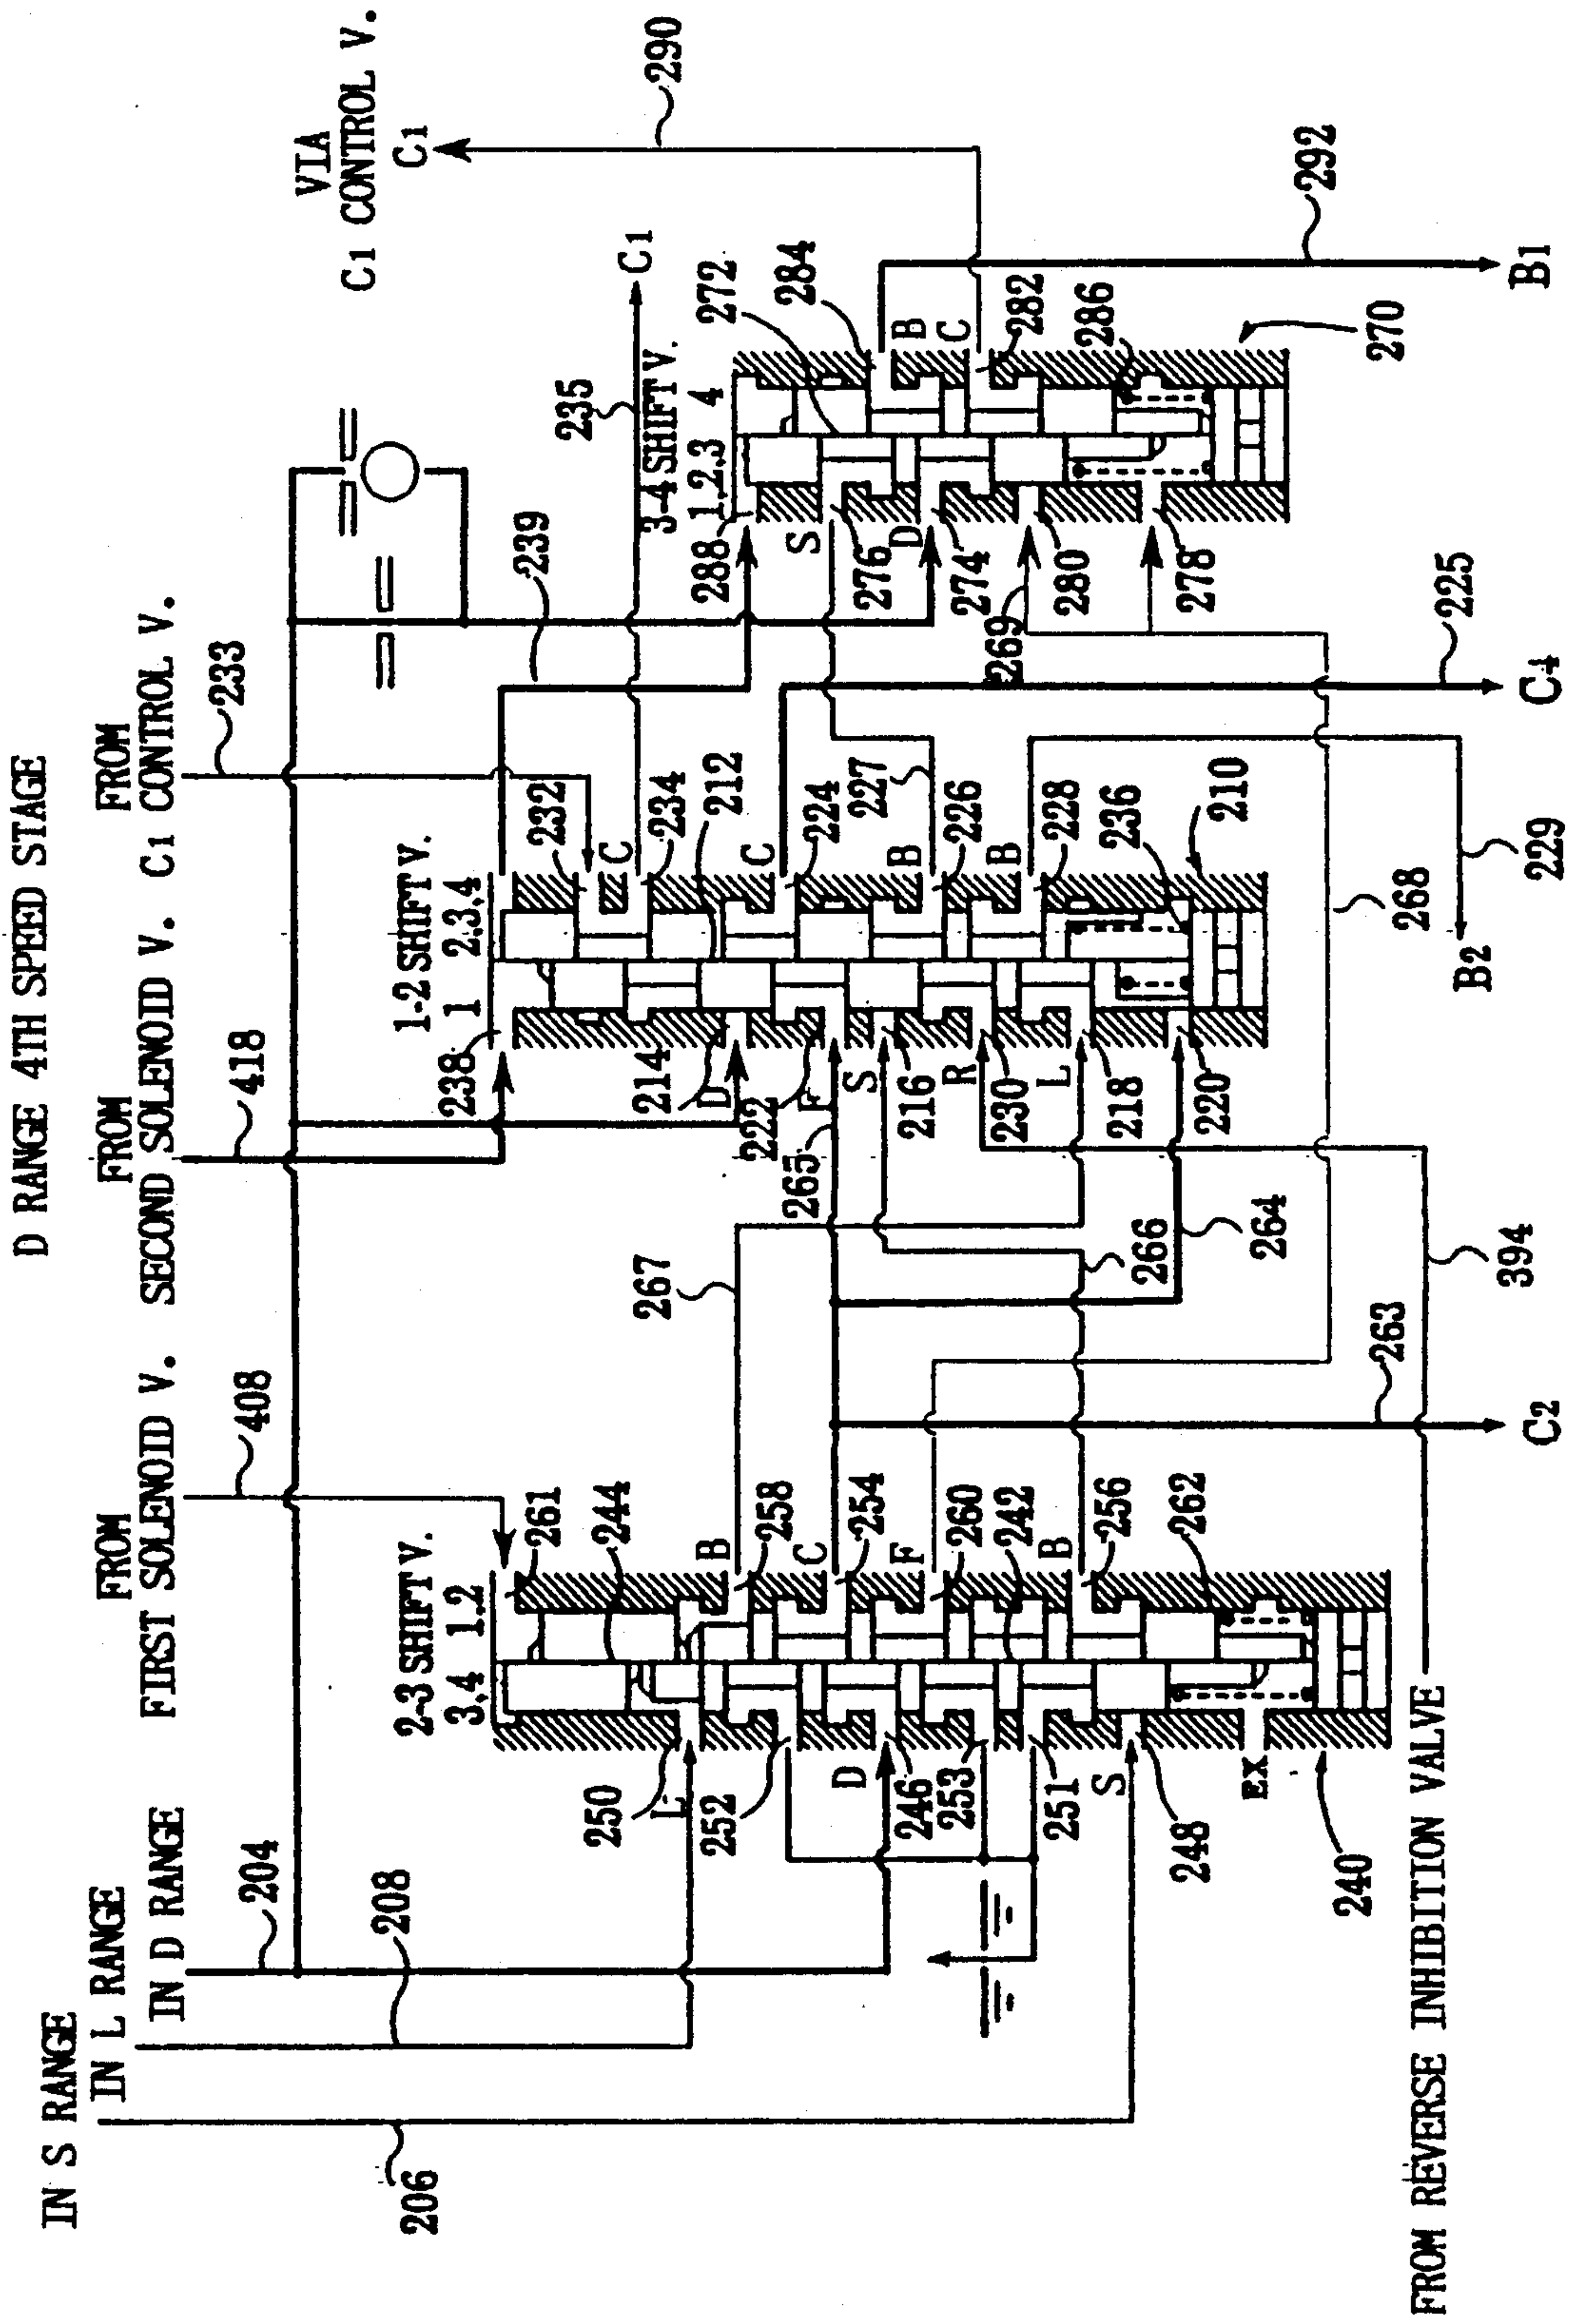 D RANGE 4TH SPEED STAGE
IN S RANGE
IN L RANGE
IN D RANGE
FROM
FIRST SOLENOID V.
FROM
SECOND SOLENOID V.
FROM
C1 CONTROL V.
VIA
C1 CONTROL V.
C1
206
208
204
408
418
233
239
235
C1
290
2-3 SHIFT V.
3,4
1.2
261
244
250
L
252
D
246
253
251
S
248
EX
240
B
258
C
254
F
260
242
B
256
262
267
265
266
264
263
C2
394
FROM REVERSE INHIBITION VALVE
1-2 SHIFT V.
1
2,3,4
238
214
D
222
F
S
216
R
230
L
218
220
232
C
234
212
C
224
B
227
226
B
228
236
210
229
B2
268
3-4 SHIFT V.
1,2,3
4
288
S
276
D
274
269
280
278
272
284
B
C
282
286
270
225
C4
292
B1